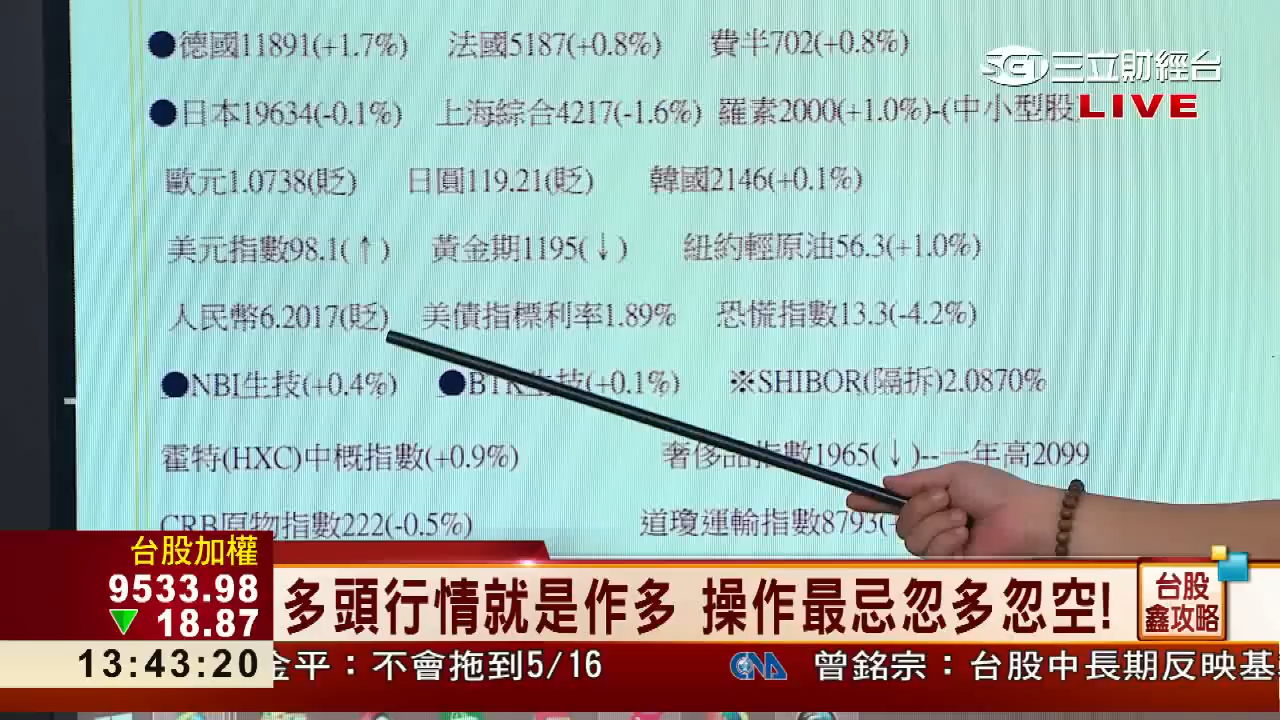 ●德國11891(+1.7%) 法國5187(+0.8%) 費半702(+0.8%)
SET 三立財經台
LIVE
●日本19634(-0.1%) 上海綜合4217(-1.6%) 羅素2000(+1.0%)-(中小型股
歐元1.0738(貶) 日圓119.21(貶) 韓國2146(+0.1%)
美元指數98.1(↑) 黃金期1195(↓) 紐約輕原油56.3(+1.0%)
人民幣6.2017(貶) 美債指標利率1.89% 恐慌指數13.3(-4.2%)
●NBI生技(+0.4%) ●BTK生技(+0.1%) ※SHIBOR(隔拆)2.0870%
霍特(HXC)中概指數(+0.9%) 奢侈品指數1965(↓)--一年高2099
CRB原物指數222(-0.5%) 道瓊運輸指數8793(
台股加權
9533.98
▼ 18.87
13:43:20
多頭行情就是作多 操作最忌忽多忽空!
台股
鑫攻略
金平：不會拖到5/16 CNA 曾銘宗：台股中長期反映基